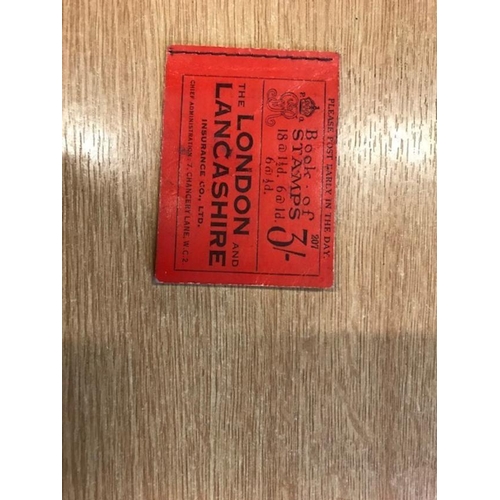 PLEASE POST EARLY IN THE DAY.
207
Book of
STAMPS 3/-
18 @ 1½d. 6 @ 1d.
6 @ ½d.
THE LONDON AND
LANCASHIRE
INSURANCE CO., LTD.
CHIEF ADMINISTRATION: 7, CHANCERY LANE, W.C. 2.